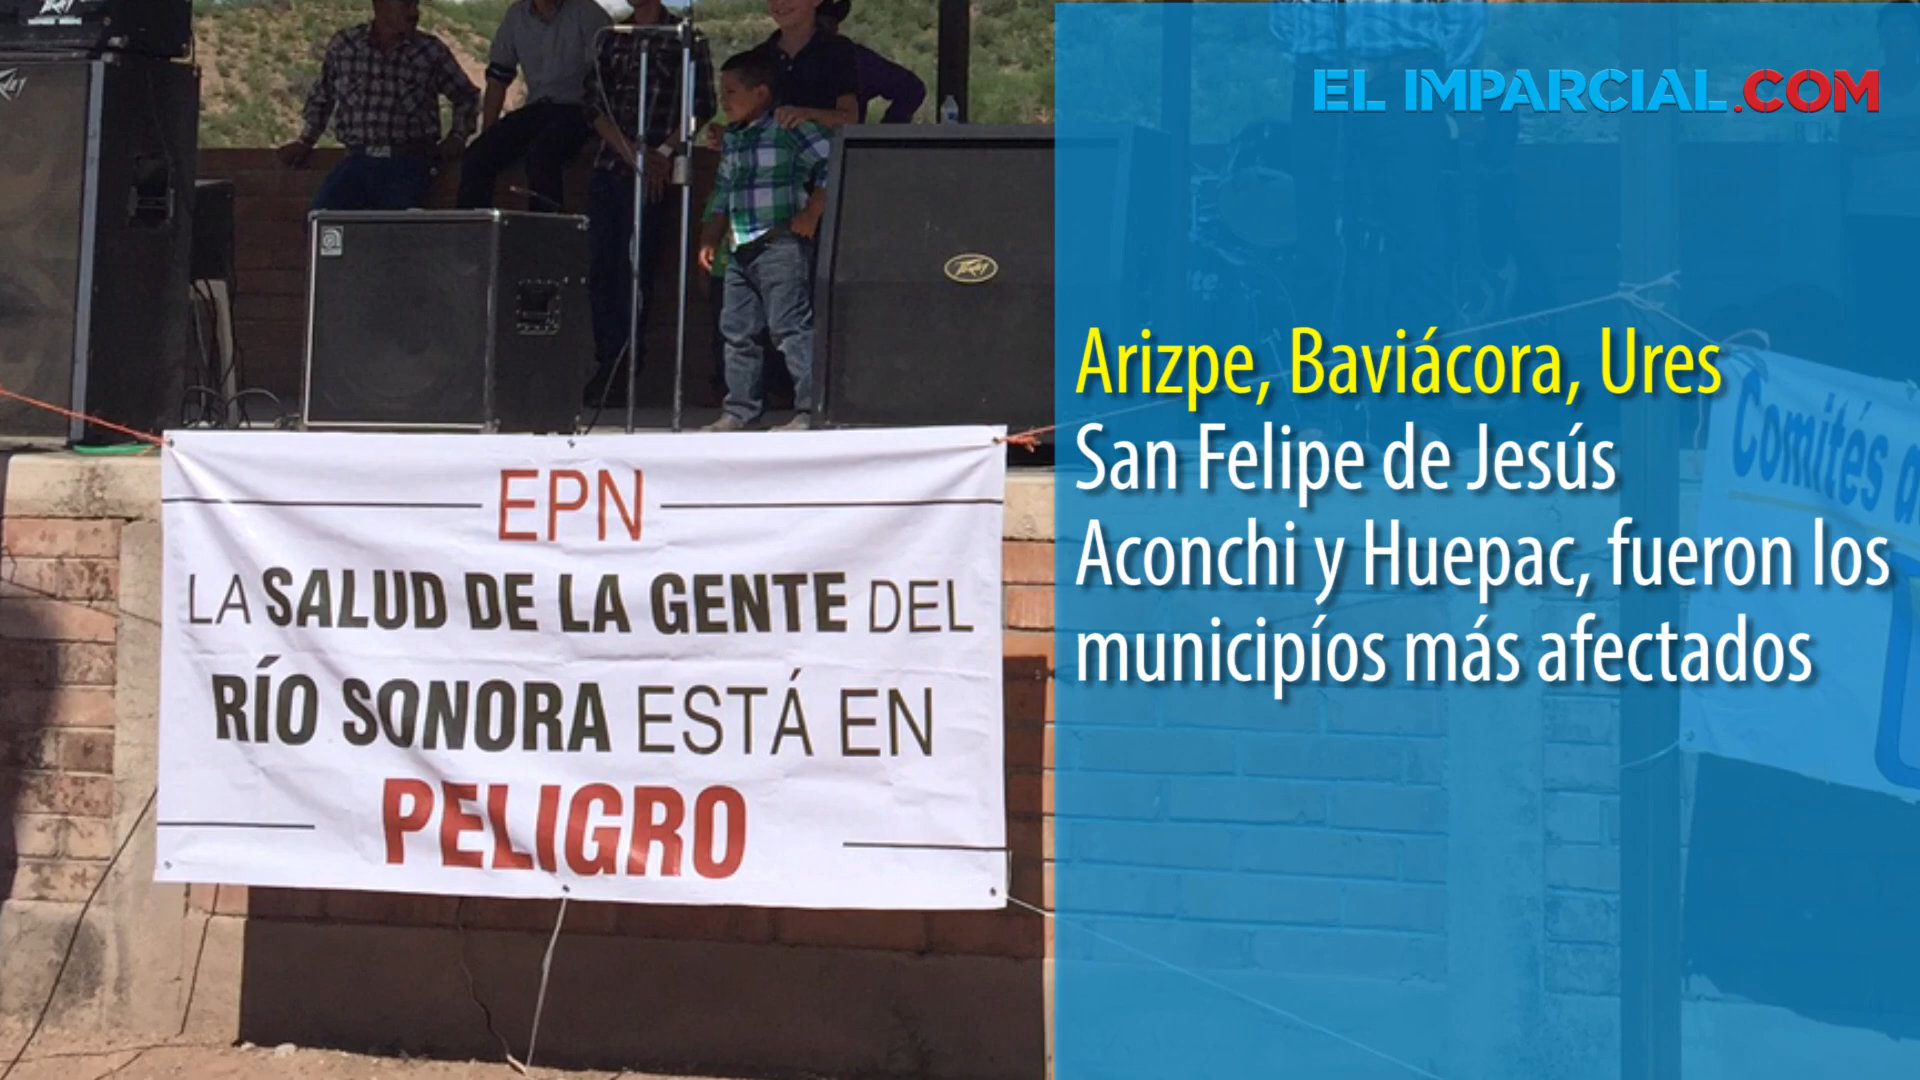 EL IMPARCIAL.COM
EPN
LA SALUD DE LA GENTE DEL
RÍO SONORA ESTÁ EN
PELIGRO
Arizpe, Baviácora, Ures
San Felipe de Jesús
Aconchi y Huepac, fueron los
municipíos más afectados
PEAVEY
Comités